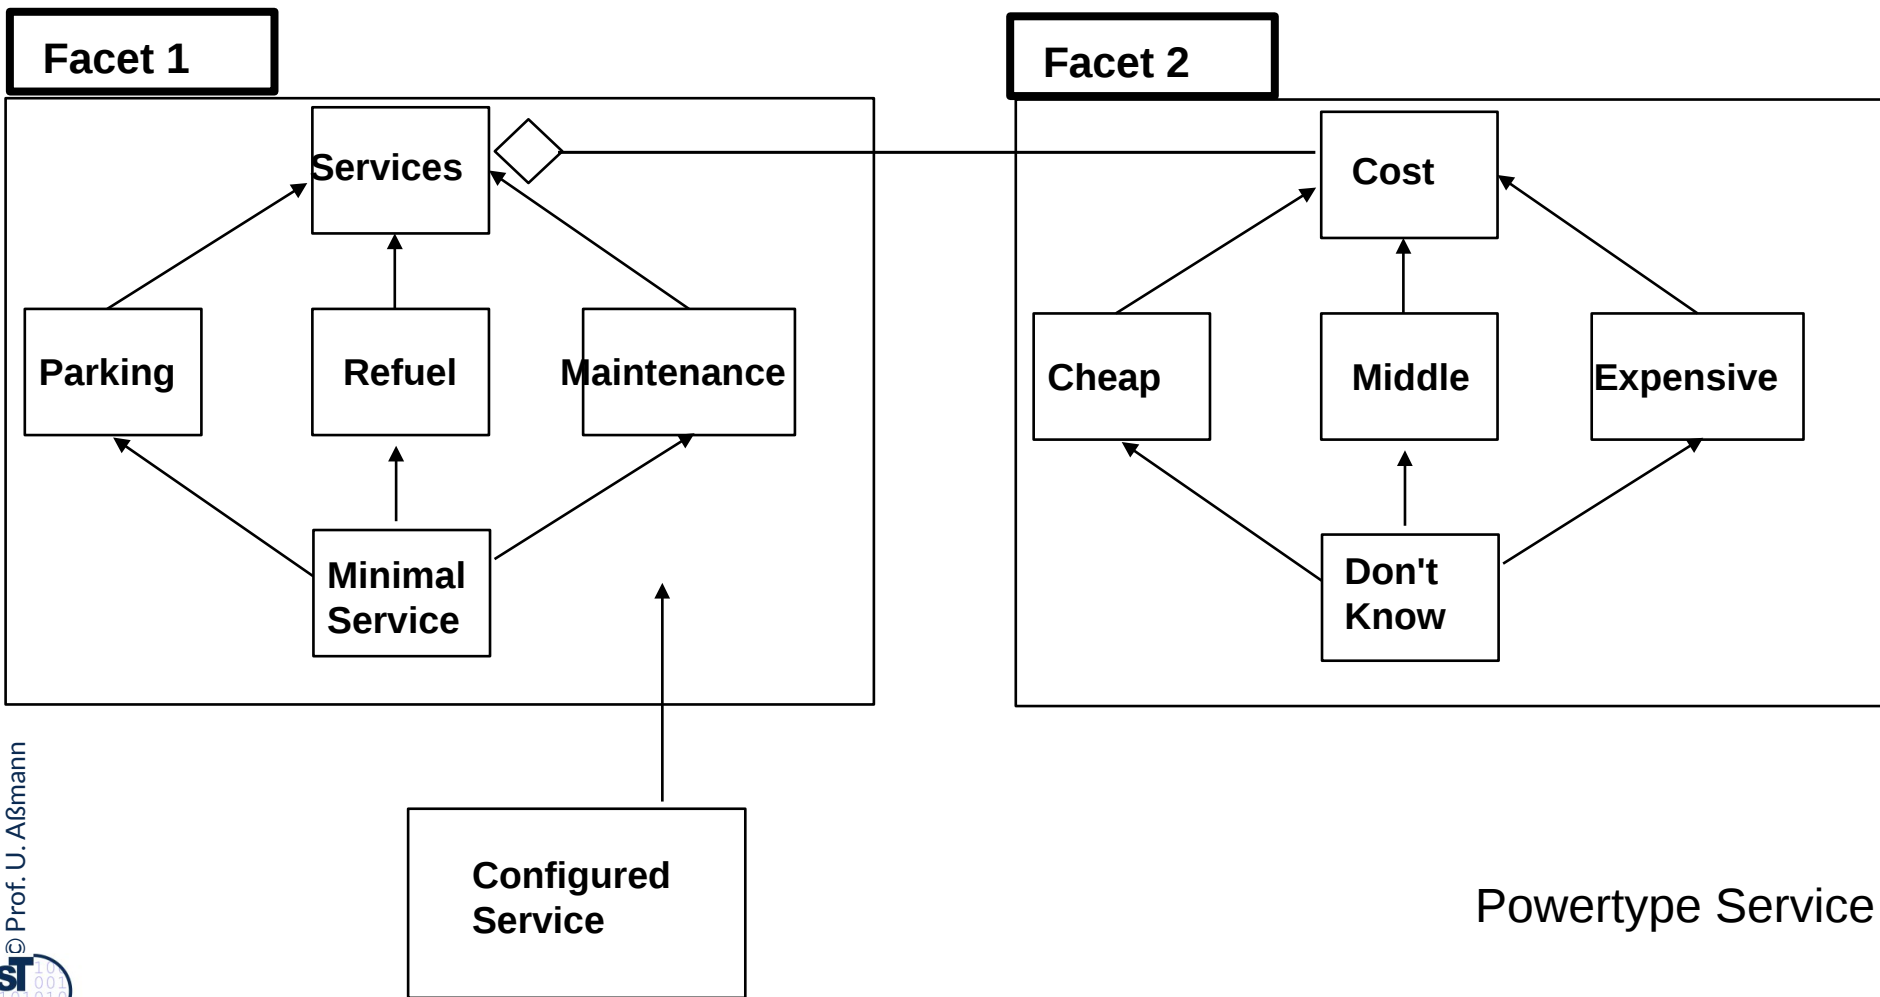 Facet 1
Facet 2
Services
Cost
Parking
Refuel
Maintenance
Cheap
Middle
Expensive
Minimal
Service
Don't
Know
Configured
Service
Powertype Service
© Prof. U. Aßmann
sT